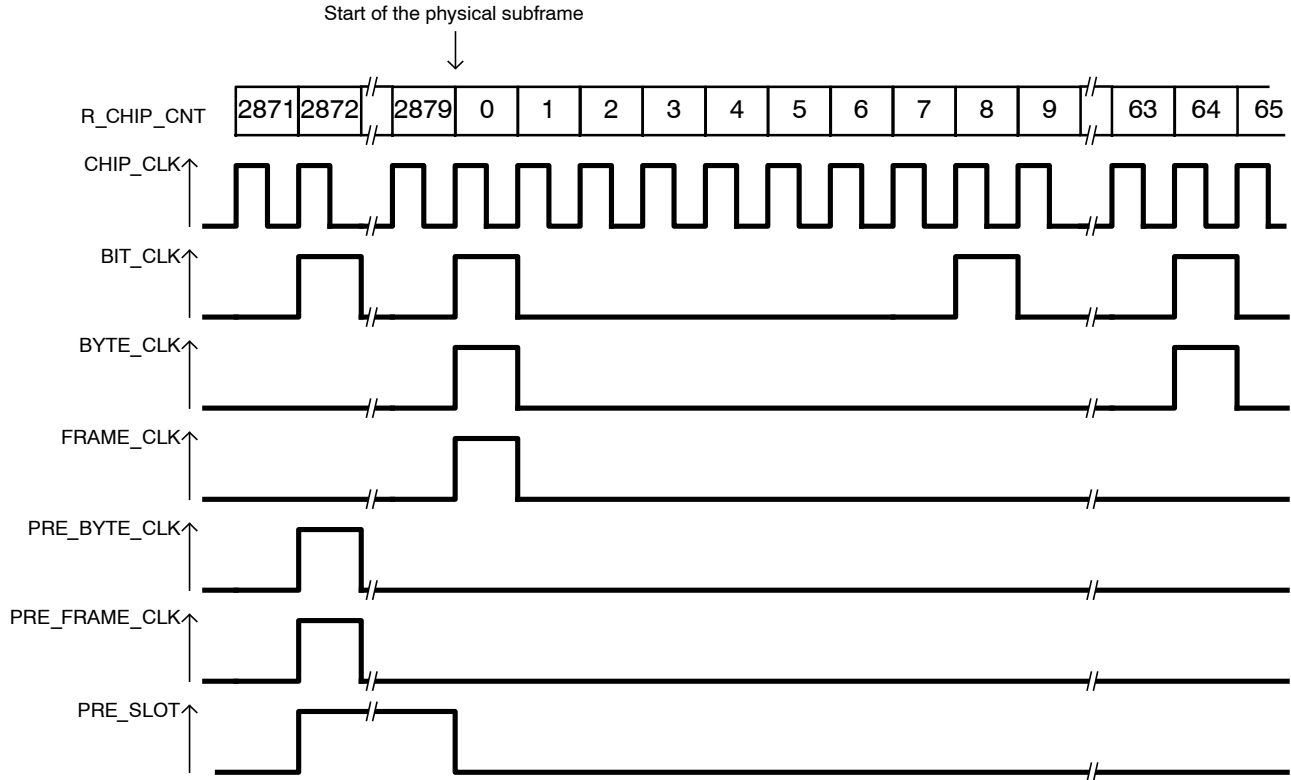 Start of the physical subframe
R_CHIP_CNT 2871 2872 2879 0 1 2 3 4 5 6 7 8 9 63 64 65
CHIP_CLK
BIT_CLK
BYTE_CLK
FRAME_CLK
PRE_BYTE_CLK
PRE_FRAME_CLK
PRE_SLOT